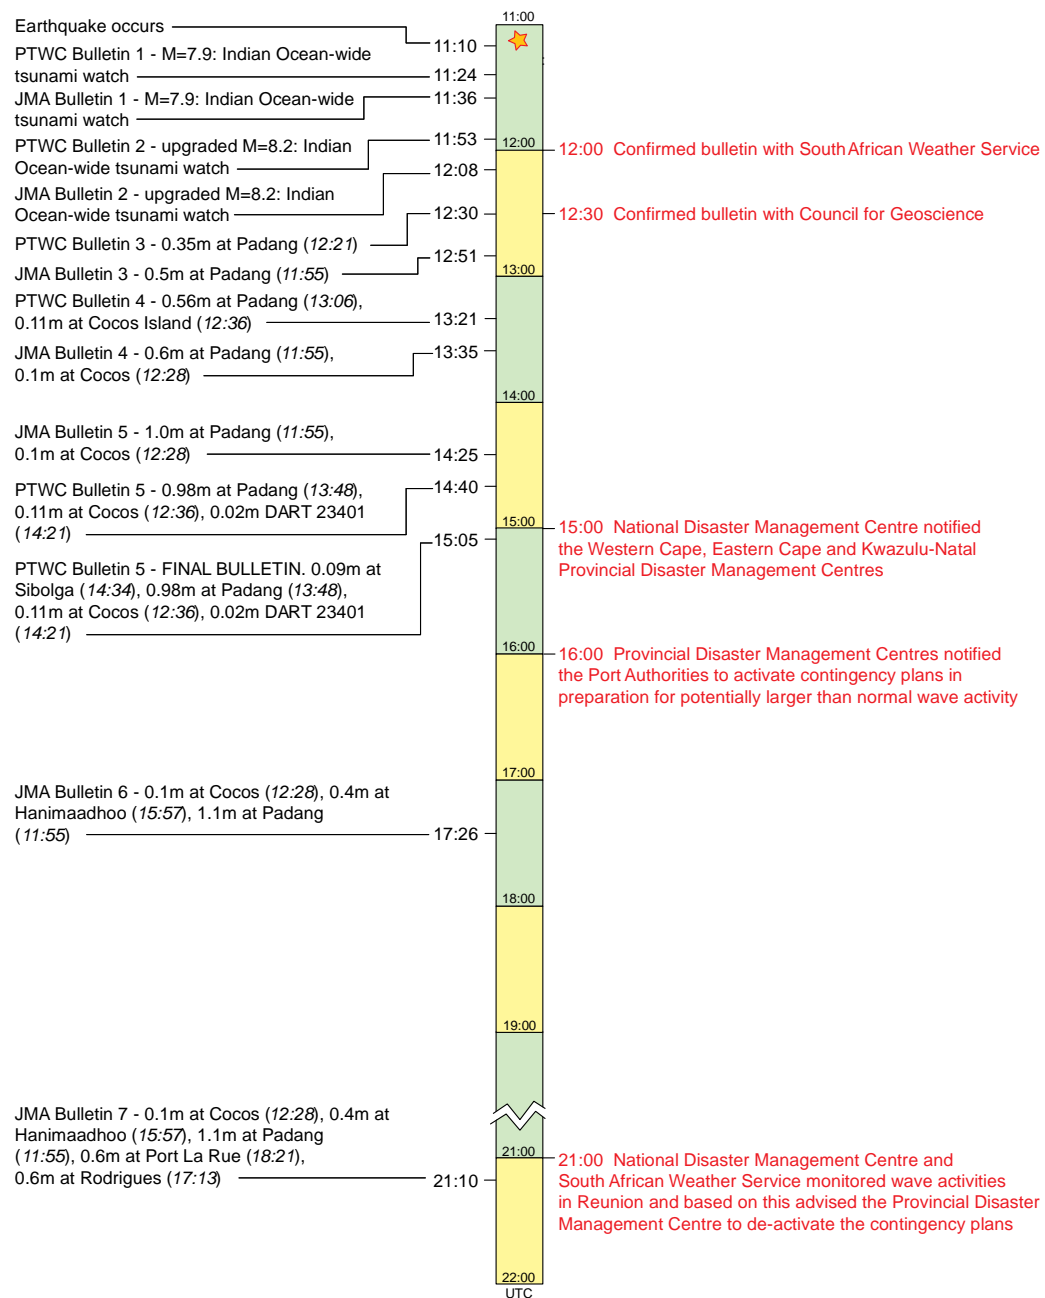 11:00
Earthquake occurs
11:10
PTWC Bulletin 1 - M=7.9: Indian Ocean-wide
tsunami watch
11:24
JMA Bulletin 1 - M=7.9: Indian Ocean-wide
tsunami watch
11:36
PTWC Bulletin 2 - upgraded M=8.2: Indian
Ocean-wide tsunami watch
11:53
12:00
12:00 Confirmed bulletin with South African Weather Service
JMA Bulletin 2 - upgraded M=8.2: Indian
Ocean-wide tsunami watch
12:08
PTWC Bulletin 3 - 0.35m at Padang (12:21)
12:30
12:30 Confirmed bulletin with Council for Geoscience
JMA Bulletin 3 - 0.5m at Padang (11:55)
12:51
13:00
PTWC Bulletin 4 - 0.56m at Padang (13:06),
0.11m at Cocos Island (12:36)
13:21
JMA Bulletin 4 - 0.6m at Padang (11:55),
0.1m at Cocos (12:28)
13:35
14:00
JMA Bulletin 5 - 1.0m at Padang (11:55),
0.1m at Cocos (12:28)
14:25
PTWC Bulletin 5 - 0.98m at Padang (13:48),
0.11m at Cocos (12:36), 0.02m DART 23401
(14:21)
14:40
15:00
15:00 National Disaster Management Centre notified
the Western Cape, Eastern Cape and Kwazulu-Natal
Provincial Disaster Management Centres
PTWC Bulletin 5 - FINAL BULLETIN. 0.09m at
Sibolga (14:34), 0.98m at Padang (13:48),
0.11m at Cocos (12:36), 0.02m DART 23401
(14:21)
15:05
16:00
16:00 Provincial Disaster Management Centres notified
the Port Authorities to activate contingency plans in
preparation for potentially larger than normal wave activity
17:00
JMA Bulletin 6 - 0.1m at Cocos (12:28), 0.4m at
Hanimaadhoo (15:57), 1.1m at Padang
(11:55)
17:26
18:00
19:00
JMA Bulletin 7 - 0.1m at Cocos (12:28), 0.4m at
Hanimaadhoo (15:57), 1.1m at Padang
(11:55), 0.6m at Port La Rue (18:21),
0.6m at Rodrigues (17:13)
21:10
21:00
21:00 National Disaster Management Centre and
South African Weather Service monitored wave activities
in Reunion and based on this advised the Provincial Disaster
Management Centre to de-activate the contingency plans
22:00
UTC